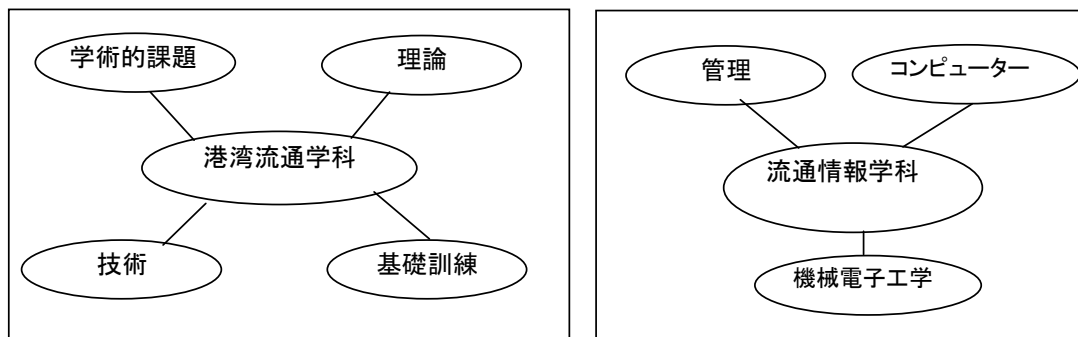 学術的課題
理論
港湾流通学科
技術
基礎訓練
管理
コンピューター
流通情報学科
機械電子工学